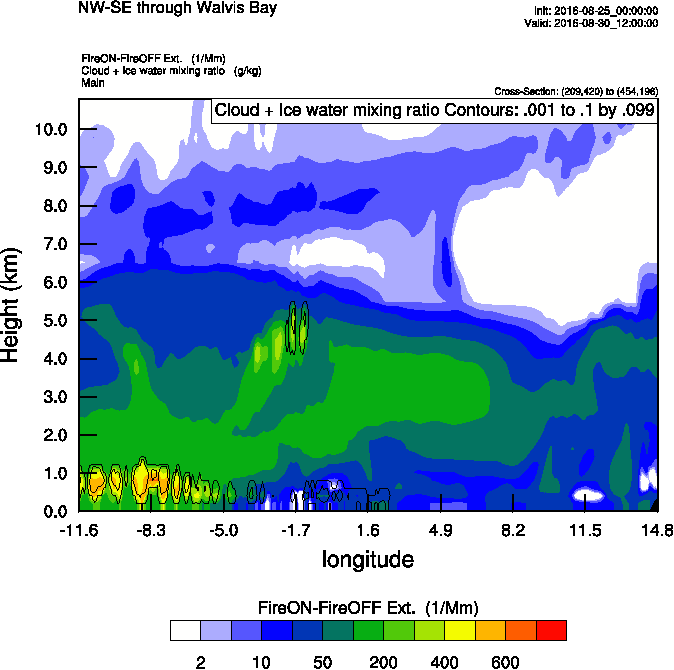 NW-SE through Walvis Bay
Init: 2016-08-25_00:00:00
Valid: 2016-08-30_12:00:00
FireON-FireOFF Ext. (1/Mm)
Cloud + Ice water mixing ratio (g/kg)
Main
Cross-Section: (209,420) to (454,196)
Cloud + Ice water mixing ratio Contours: .001 to .1 by .099
10.0
9.0
8.0
7.0
6.0
5.0
4.0
3.0
2.0
1.0
0.0
Height (km)
-11.6 -8.3 -5.0 -1.7 1.6 4.9 8.2 11.5 14.8
longitude
FireON-FireOFF Ext. (1/Mm)
2 10 50 200 400 600